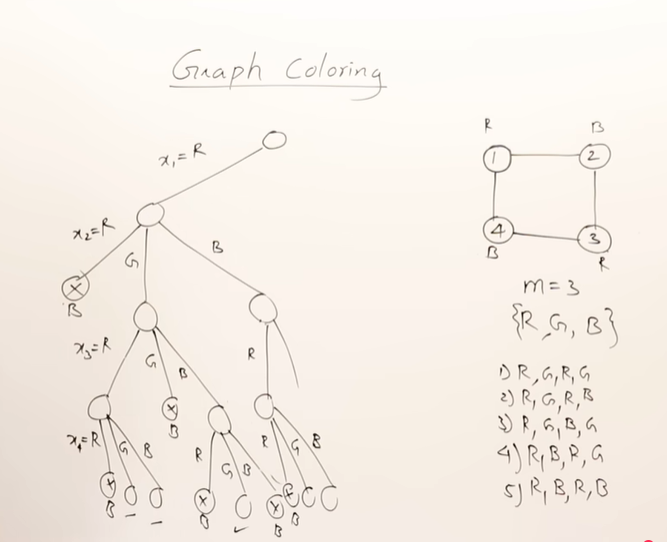 Graph Coloring
x₁=R
x₂=R G B
B
x₃=R G B R
B
x₄=R G B R G B R G B
B B B B
R B
1 2
4 3
B R
m=3
{R, G, B}
1) R, G, R, G
2) R, G, R, B
3) R, G, B, G
4) R, B, R, G
5) R, B, R, B